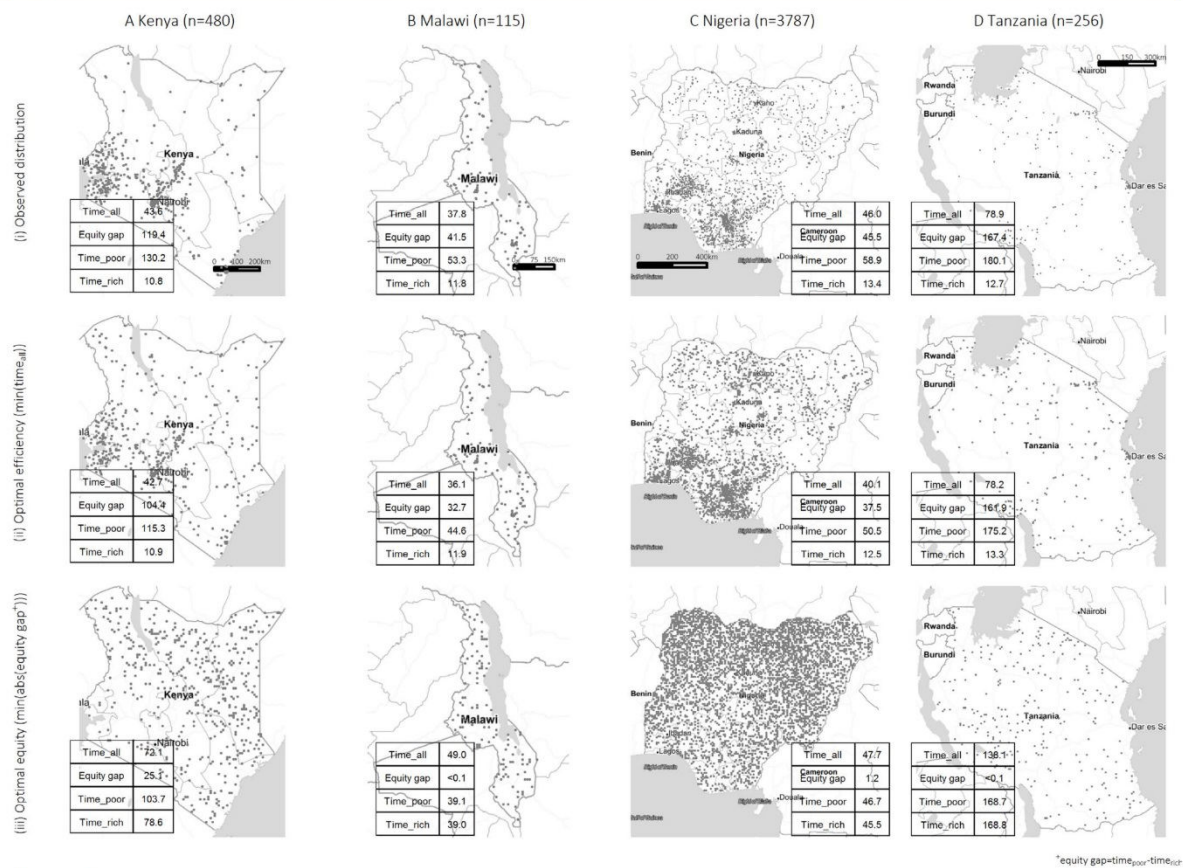 A Kenya (n=480)
B Malawi (n=115)
C Nigeria (n=3787)
D Tanzania (n=256)
(i) Observed distribution
Kenya
Nairobi
Time_all 43.6
Equity gap 119.4
Time_poor 130.2
Time_rich 10.8
0 100 200km
Malawi
Time_all 37.8
Equity gap 41.5
Time_poor 53.3
Time_rich 11.8
75 150km
Kano
Kaduna
Benin
Nigeria
Ibadan
Lagos
Cameroon
Douala
0 200 400km
Time_all 46.0
Equity gap 45.5
Time_poor 58.9
Time_rich 13.4
0 150 300km
Nairobi
Rwanda
Burundi
Tanzania
Dar es Sa
Time_all 78.9
Equity gap 167.4
Time_poor 180.1
Time_rich 12.7
(ii) Optimal efficiency (min(time_all))
Kenya
Nairobi
Time_all 42.7
Equity gap 104.4
Time_poor 115.3
Time_rich 10.9
Malawi
Time_all 36.1
Equity gap 32.7
Time_poor 44.6
Time_rich 11.9
Kano
Kaduna
Benin
Nigeria
Lagos
Cameroon
Douala
Time_all 40.1
Equity gap 37.5
Time_poor 50.5
Time_rich 12.5
Nairobi
Rwanda
Burundi
Tanzania
Dar es Sa
Time_all 78.2
Equity gap 161.9
Time_poor 175.2
Time_rich 13.3
(iii) Optimal equity (min(abs(equity gap⁺)))
Kenya
Nairobi
Time_all 72.1
Equity gap 25.1
Time_poor 103.7
Time_rich 78.6
Malawi
Time_all 49.0
Equity gap <0.1
Time_poor 39.1
Time_rich 39.0
Benin
Nigeria
Ibadan
Lagos
Cameroon
Douala
Time_all 47.7
Equity gap 1.2
Time_poor 46.7
Time_rich 45.5
Nairobi
Rwanda
Burundi
Tanzania
Dar es Sa
Time_all 138.1
Equity gap <0.1
Time_poor 168.7
Time_rich 168.8
⁺equity gap=time_poor-time_rich